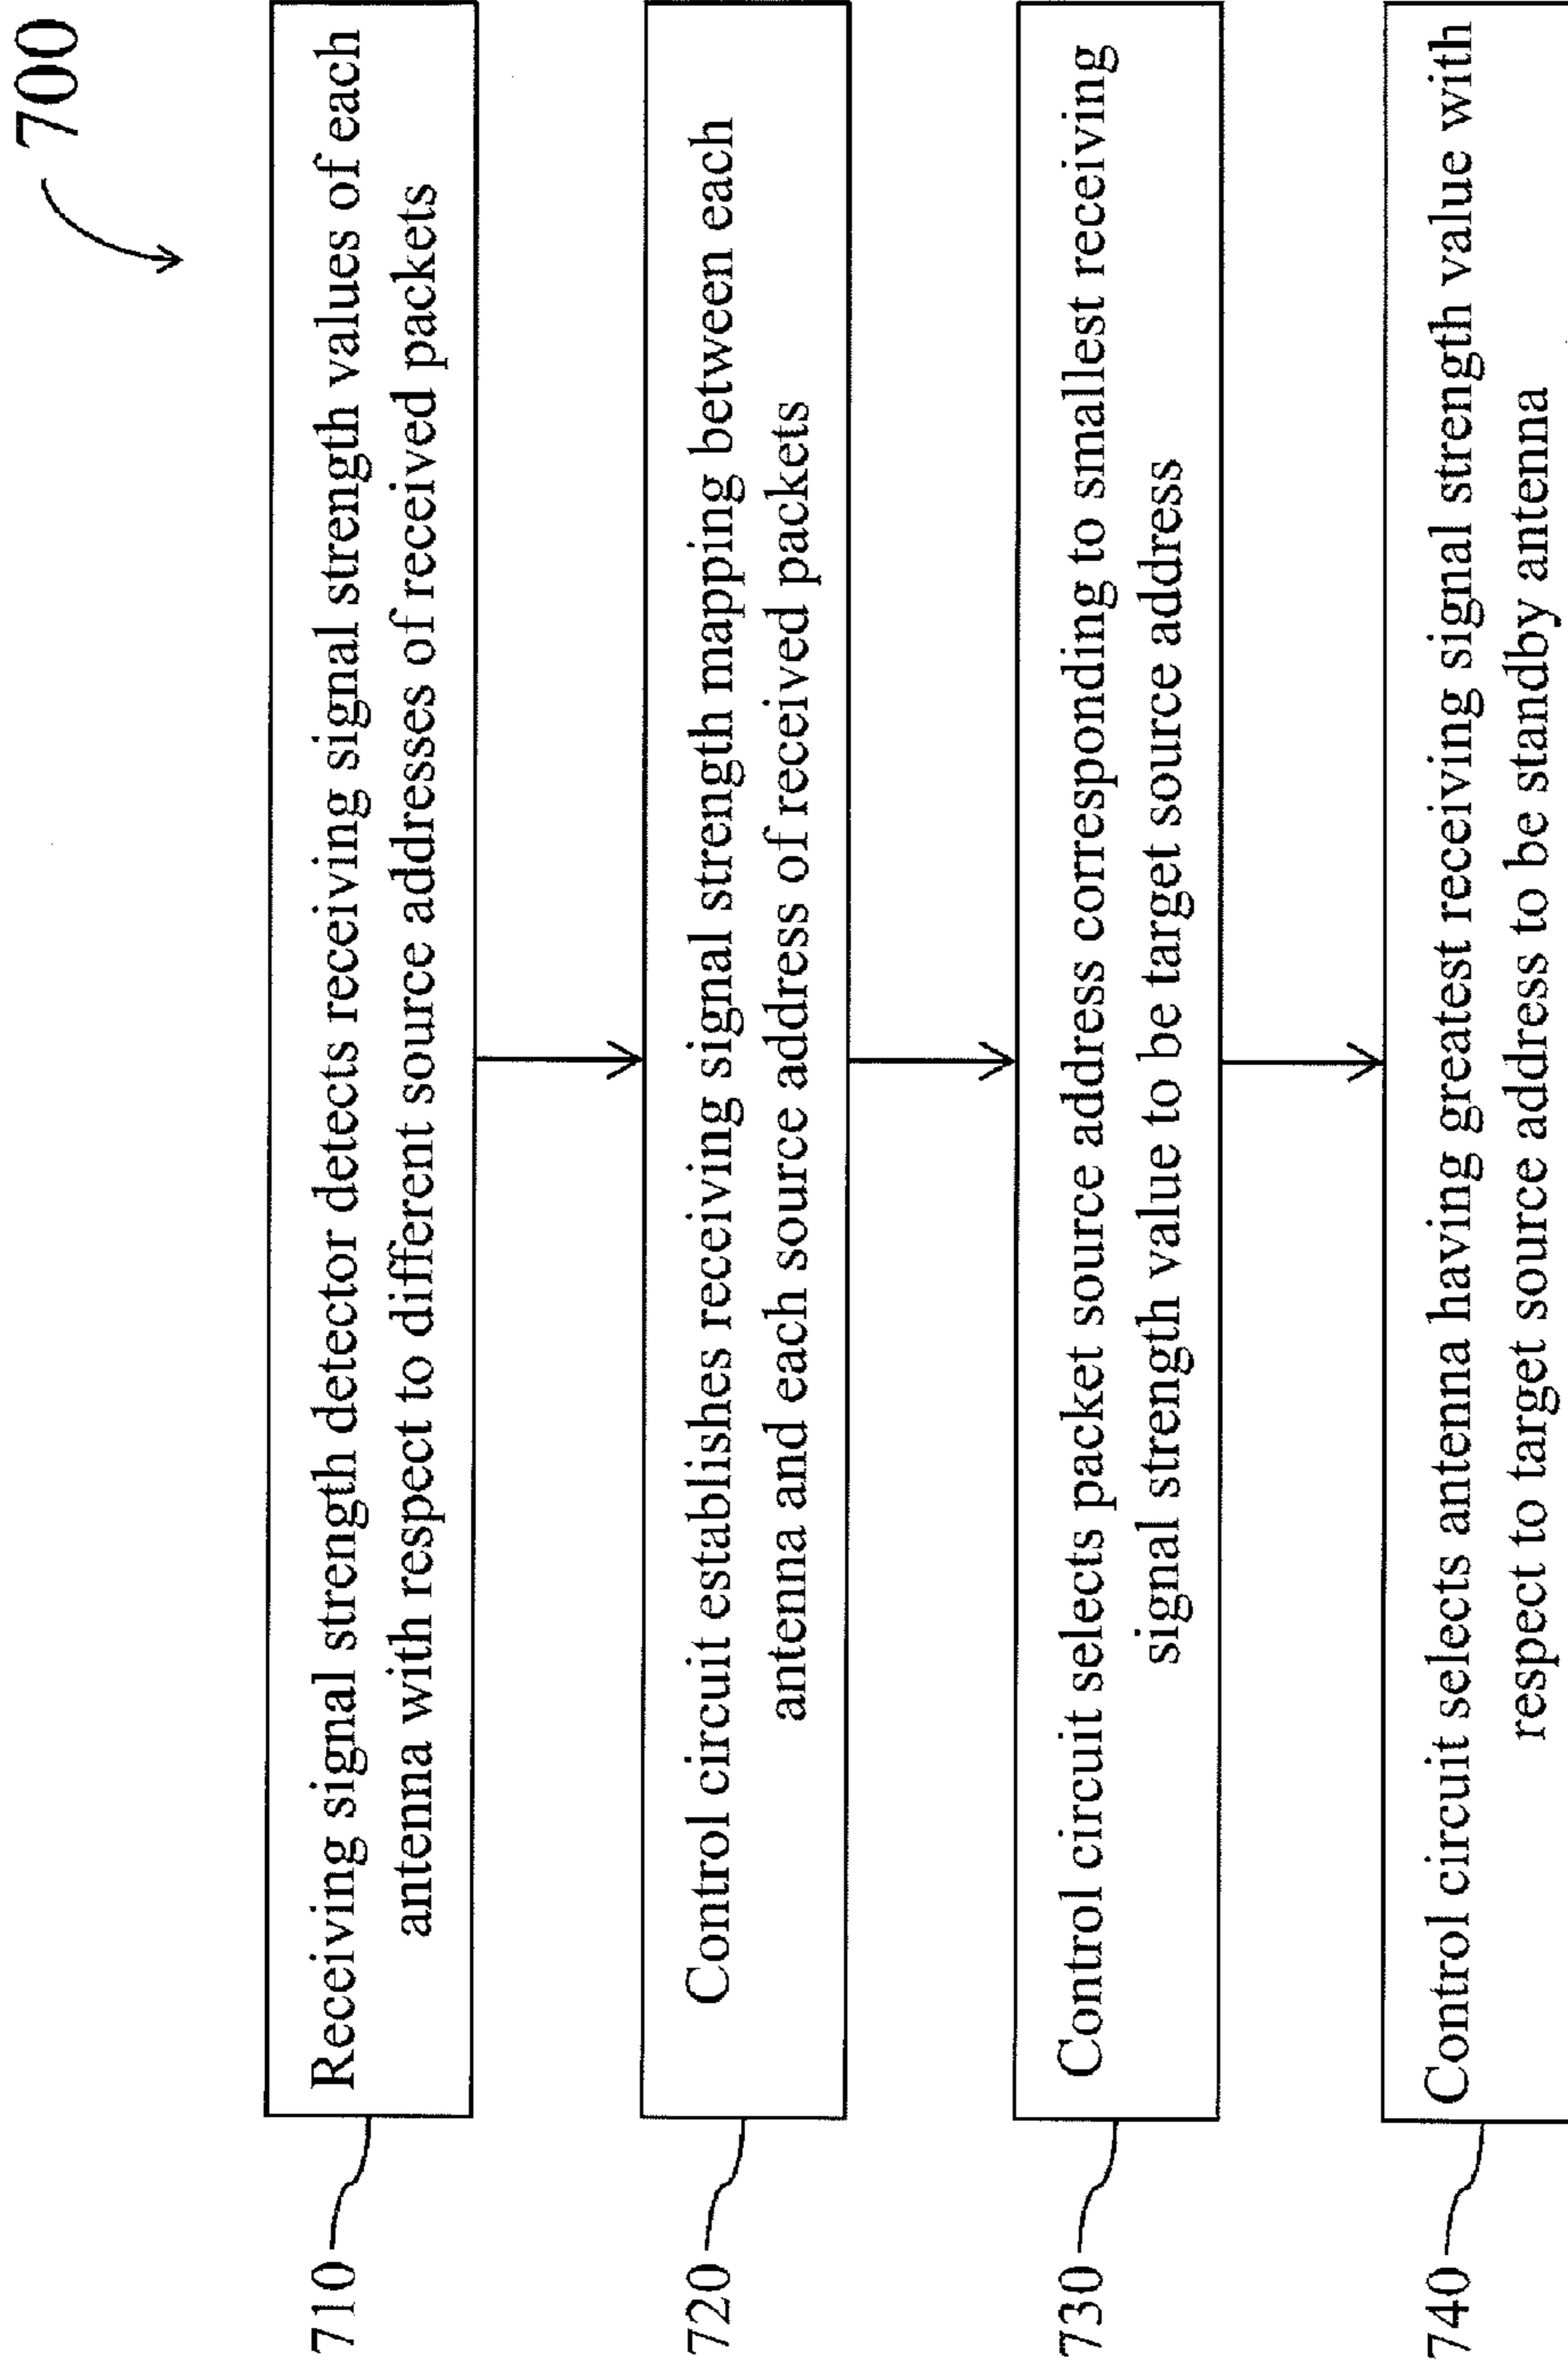 700
710
Receiving signal strength detector detects receiving signal strength values of each
antenna with respect to different source addresses of received packets
720
Control circuit establishes receiving signal strength mapping between each
antenna and each source address of received packets
730
Control circuit selects packet source address corresponding to smallest receiving
signal strength value to be target source address
740
Control circuit selects antenna having greatest receiving signal strength value with
respect to target source address to be standby antenna